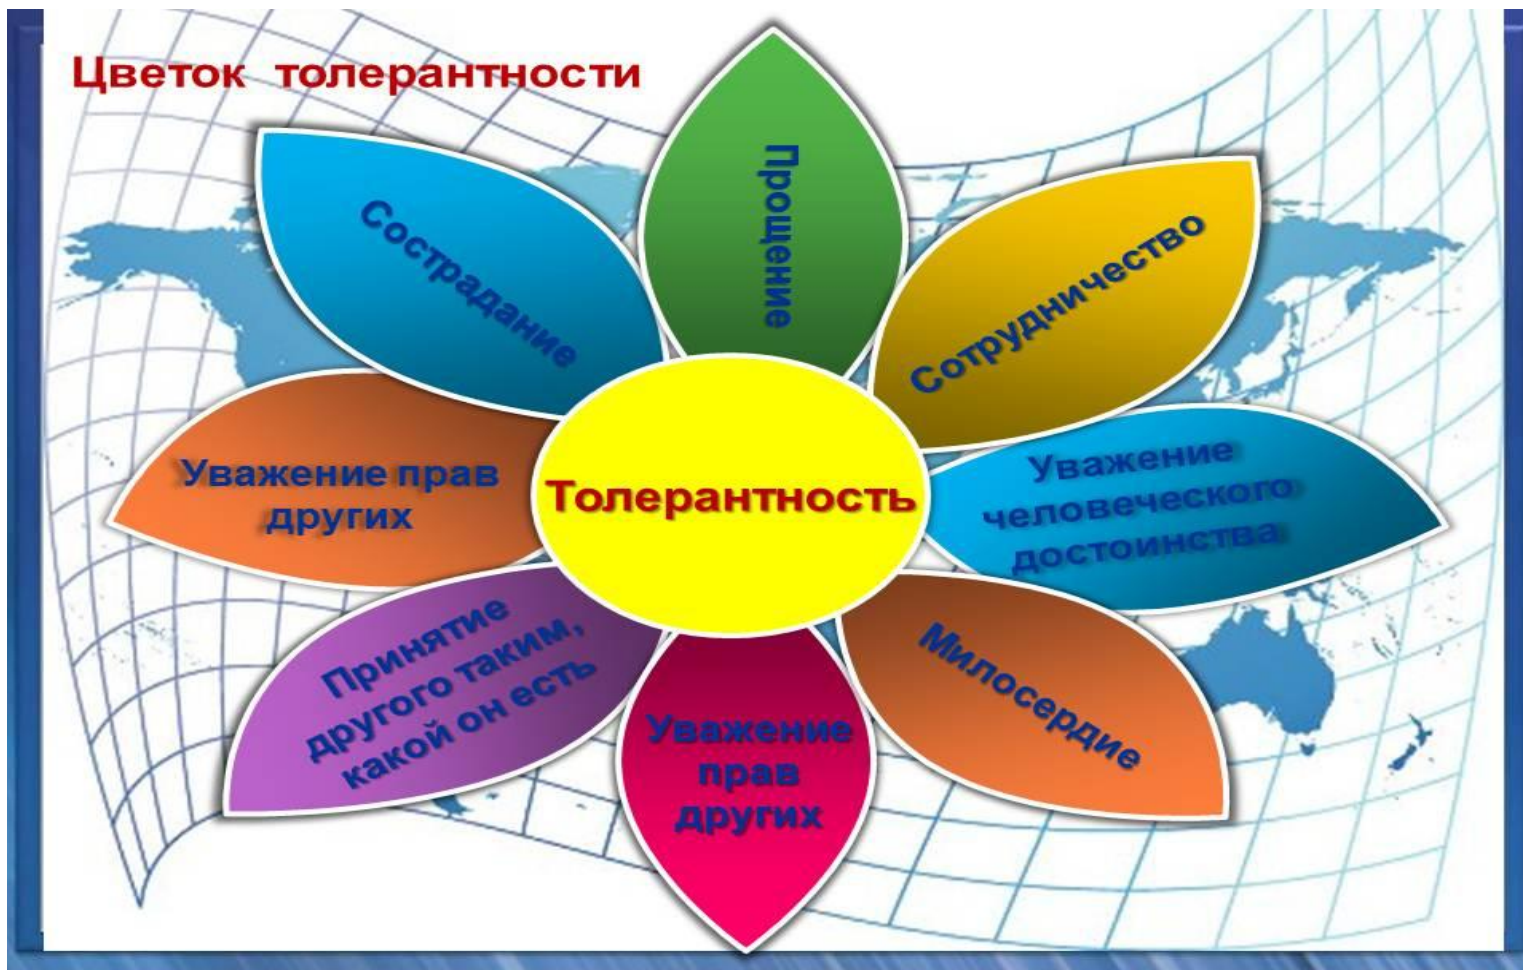 Цветок толерантности
Прощение
Сострадание
Сотрудничество
Уважение прав
других
Толерантность
Уважение
человеческого
достоинства
Принятие
другого таким,
какой он есть
Уважение
прав
других
Милосердие